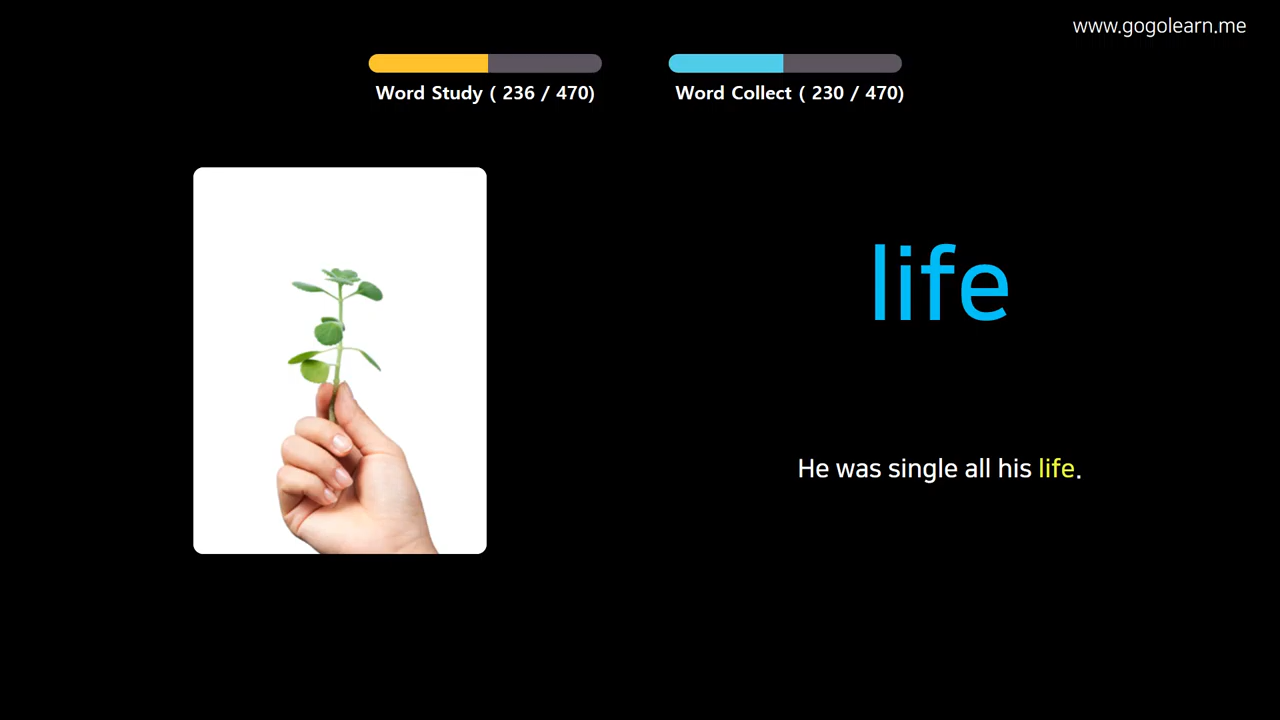 www.gogolearn.me
Word Study ( 236 / 470)
Word Collect ( 230 / 470)
life
He was single all his life.